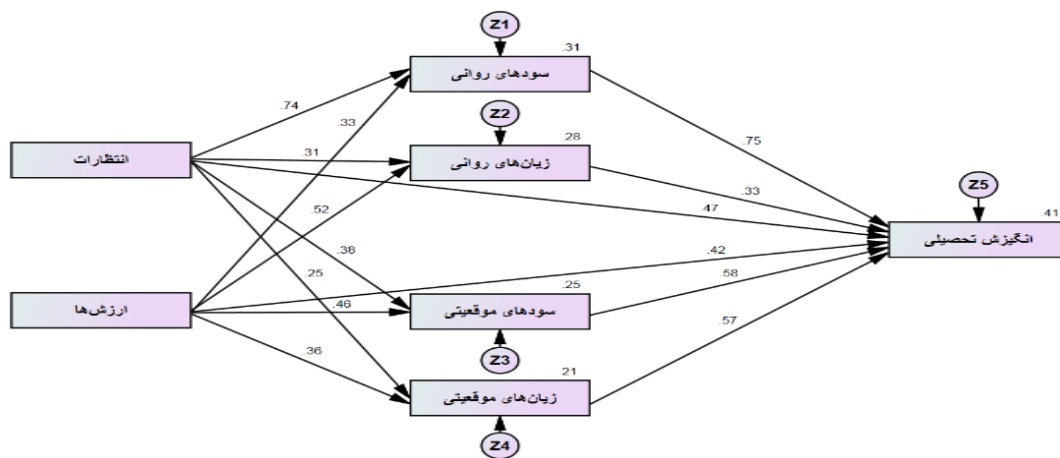 Z1
.31
سودهای روانی
.74
.33
Z2
.28
انتظارات
.31
زیان‌های روانی
.75
.33
Z5
.52
.47
.41
انگیزش تحصیلی
.38
.42
.25
.25
.58
ارزش‌ها
.46
سودهای موقعیتی
.57
.36
Z3
.21
زیان‌های موقعیتی
Z4